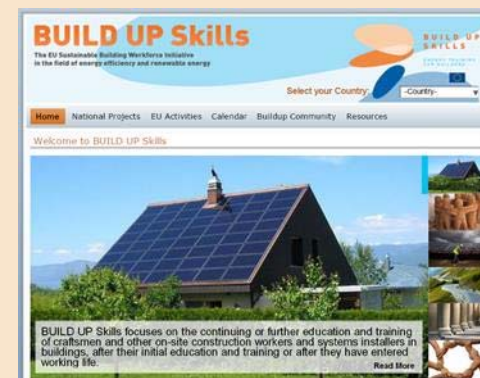 BUILD UP Skills
The EU Sustainable Building Workforce Initiative
in the field of energy efficiency and renewable energy
BUILD UP
SKILLS
Select your Country:
-Country-
Home National Projects EU Activities Calendar Buildup Community Resources
Welcome to BUILD UP Skills
BUILD UP Skills focuses on the continuing or further education and training
of craftsmen and other on-site construction workers and systems installers in
buildings, after their initial education and training or after they have entered
working life.
Read More